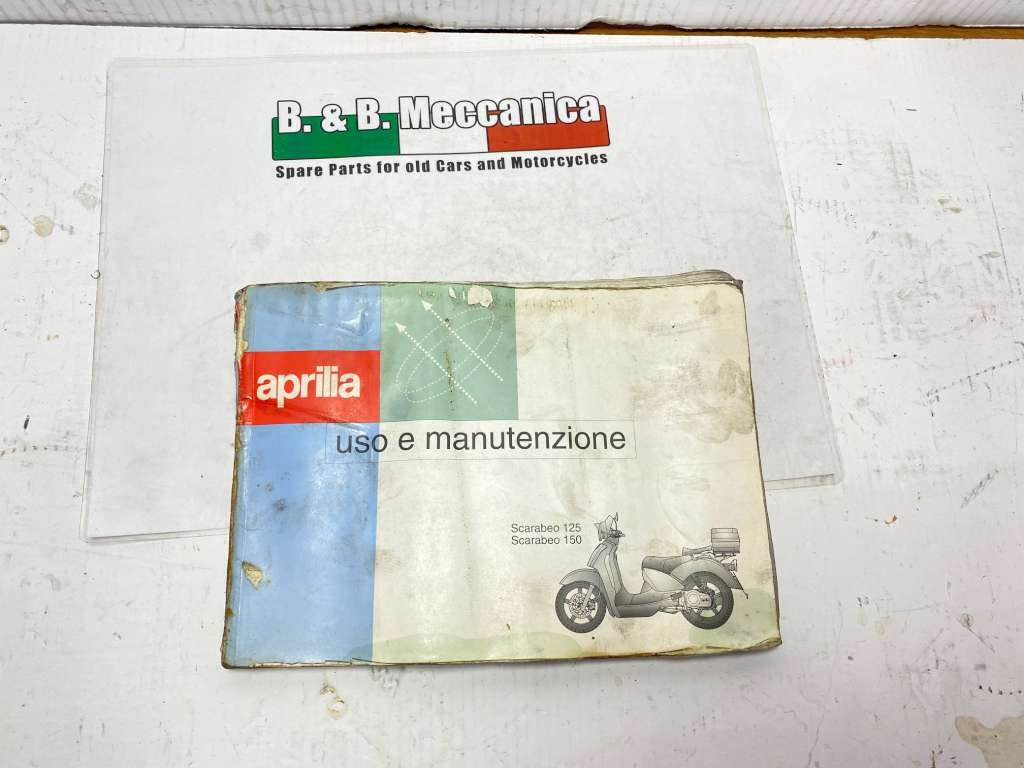 B. & B. Meccanica
Spare Parts for old Cars and Motorcycles
aprilia
uso e manutenzione
Scarabeo 125
Scarabeo 150